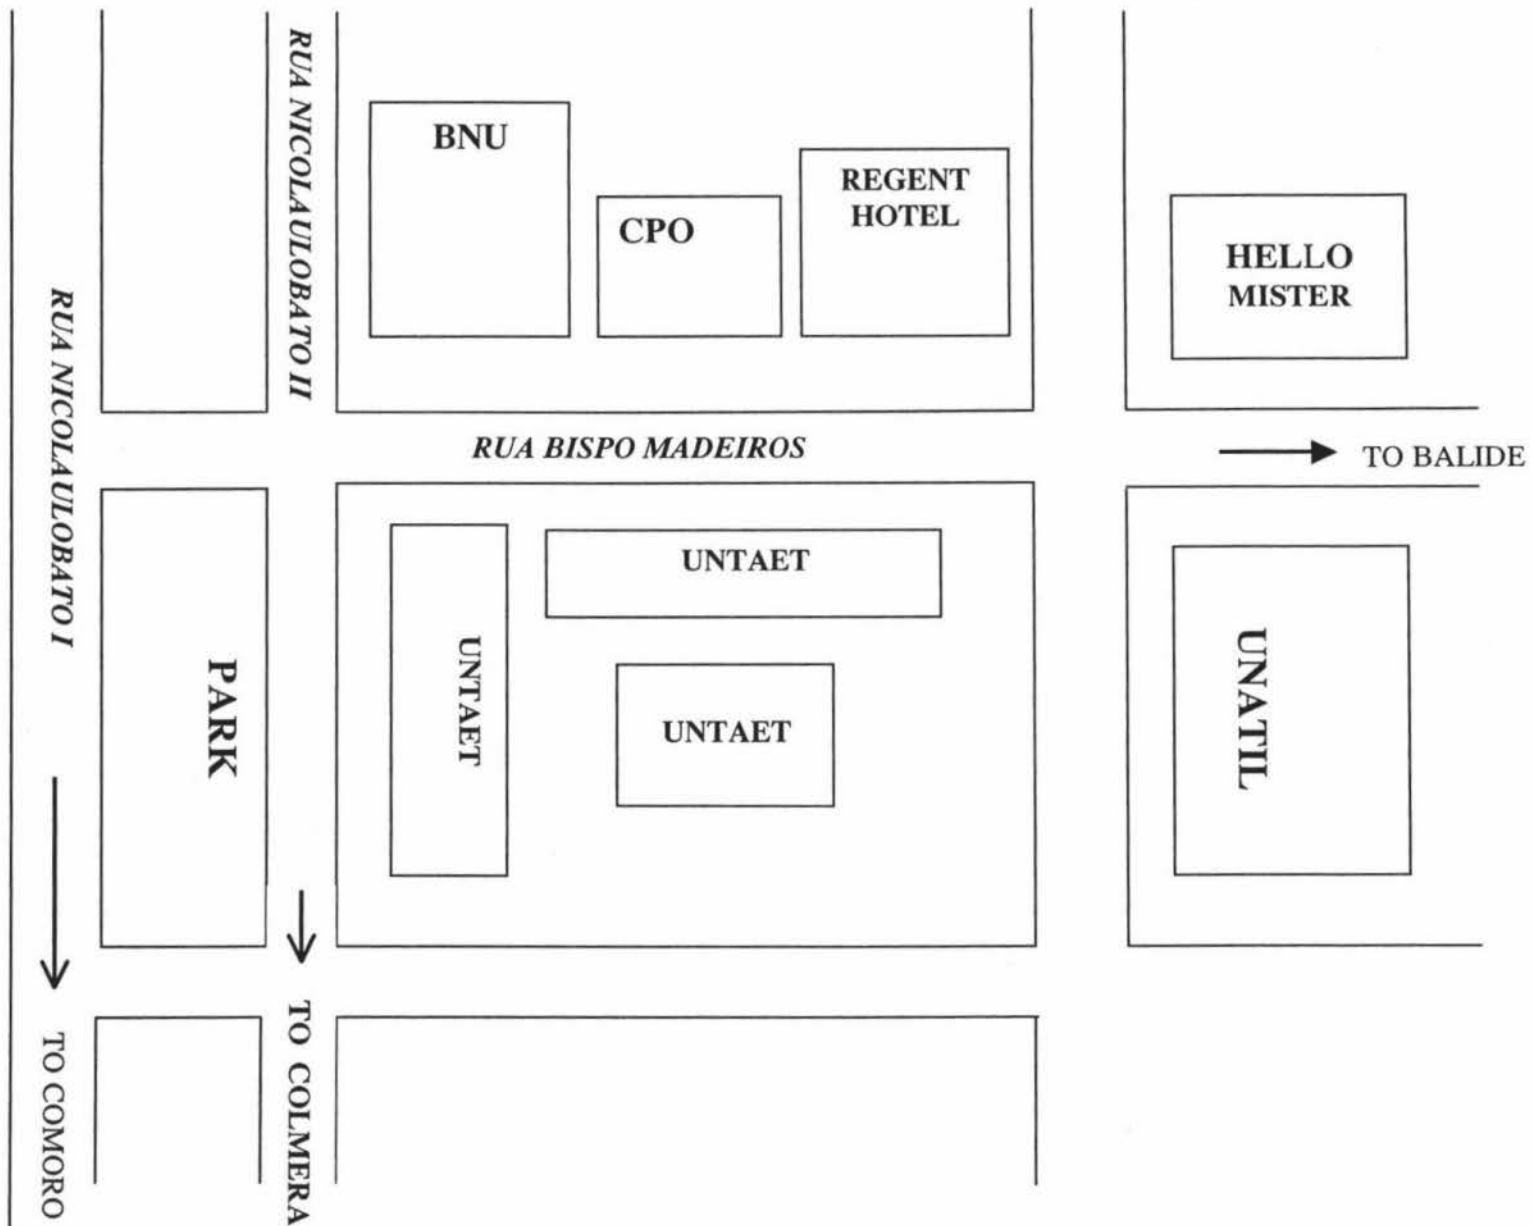 RUA NICOLAULOBATO I
RUA NICOLAULOBATO II
BNU
CPO
REGENT
HOTEL
HELLO
MISTER
RUA BISPO MADEIROS
TO BALIDE
PARK
UNTAET
UNTAET
UNTAET
UNATIL
TO COMORO
TO COLMERA